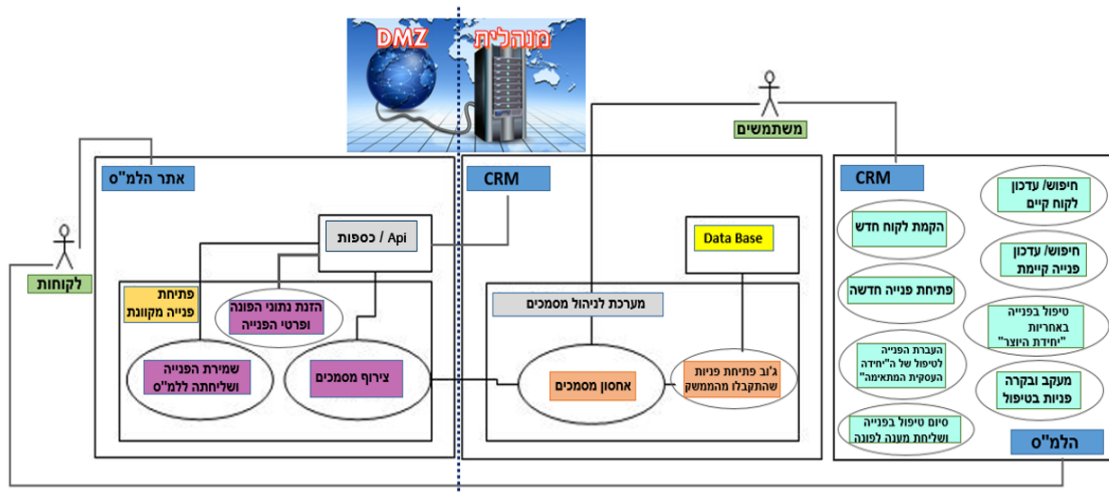 DMZ
מנהלית
משתמשים
לקוחות
אתר הלמ"ס
Api / כספות
פתיחת
פנייה מקוונת
הזנת נתוני הפונה
ופרטי הפנייה
שמירת הפנייה
ושליחתה ללמ"ס
צירוף מסמכים
CRM
Data Base
מערכת לניהול מסמכים
אחסון מסמכים
ג'וב פתיחת פניות
שהתקבלו מהממשק
CRM
חיפוש/ עדכון
לקוח קיים
הקמת לקוח חדש
חיפוש/ עדכון
פנייה קיימת
פתיחת פנייה חדשה
טיפול בפנייה
באחריות
"יחידת היוצר"
העברת הפנייה
לטיפול של ה"יחידה
העסקית המתאימה"
מעקב ובקרה
פניות בטיפול
סיום טיפול בפנייה
ושליחת מענה לפונה
הלמ"ס